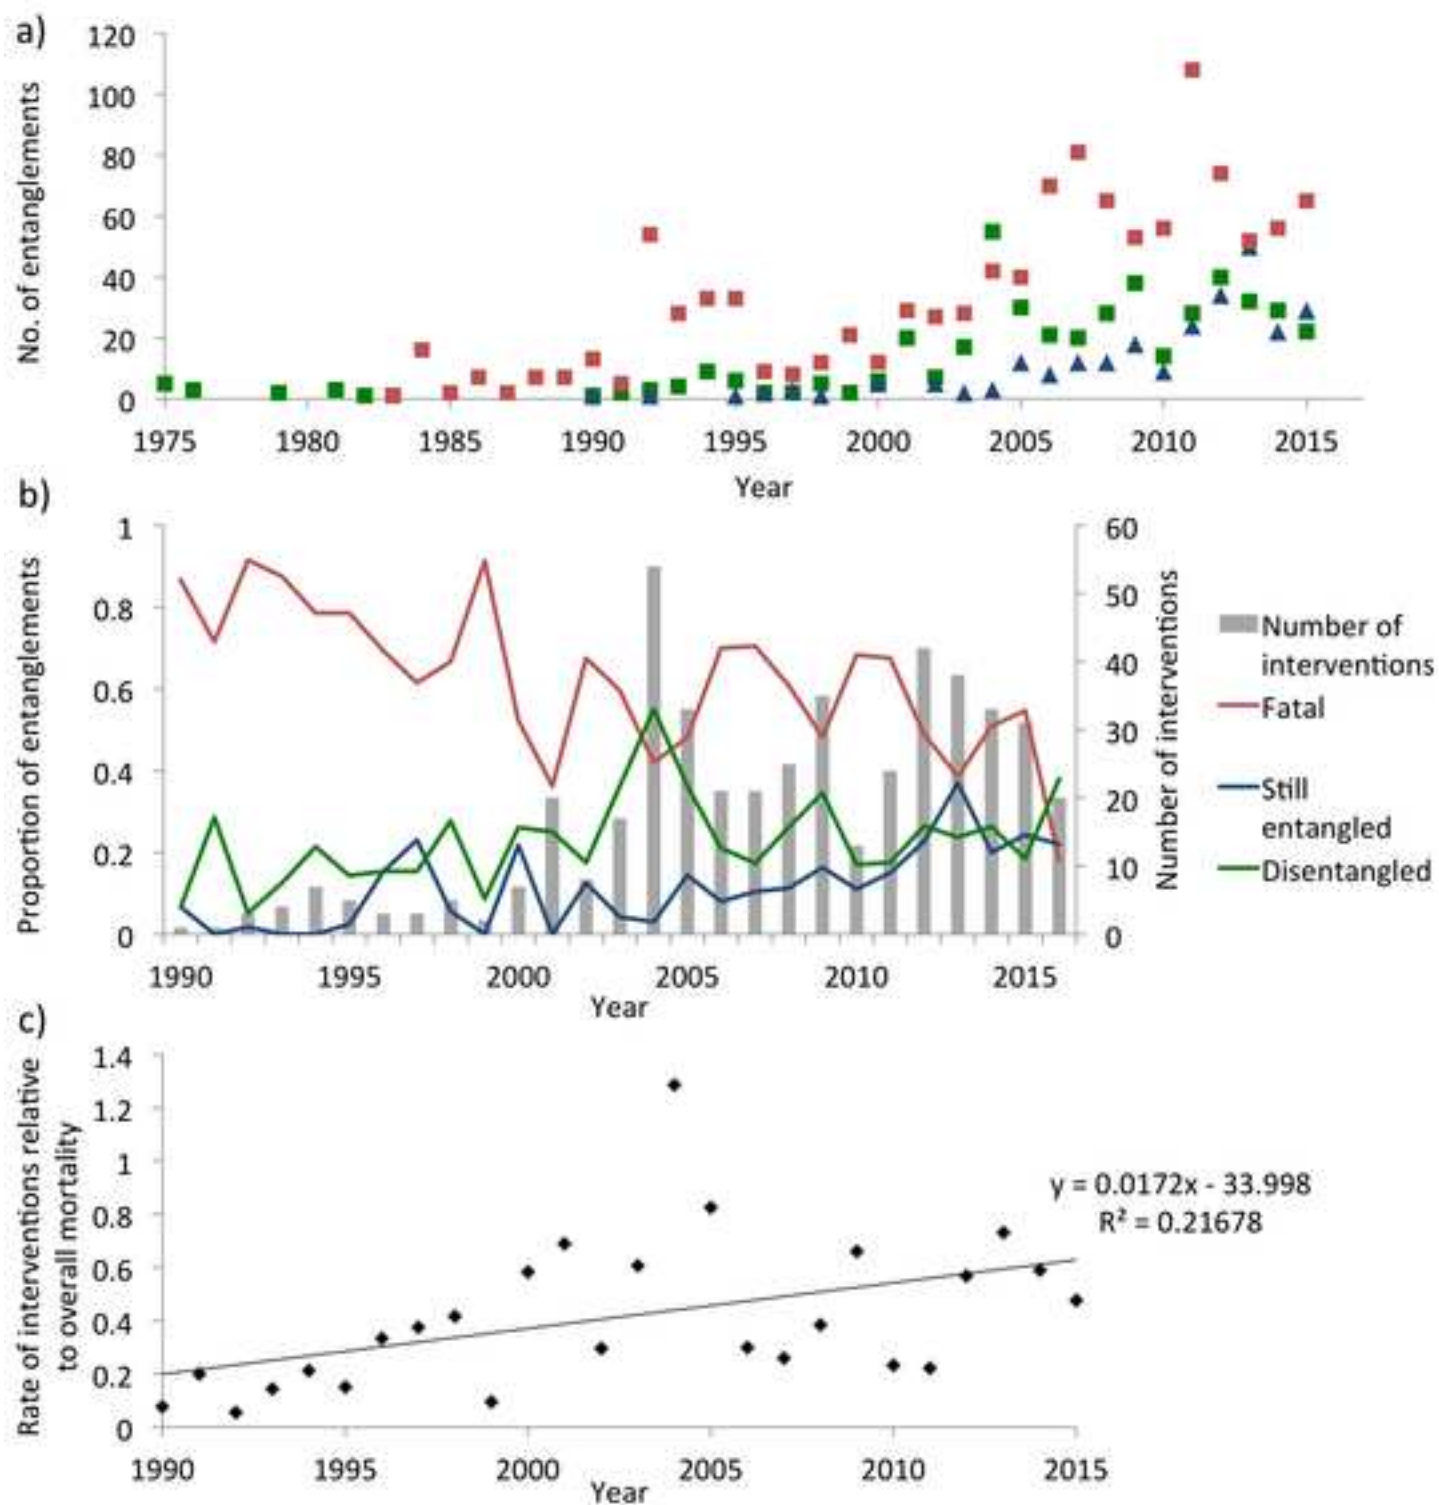 a)
No. of entanglements
120
100
80
60
40
20
0
1975 1980 1985 1990 1995 2000 2005 2010 2015
Year
b)
Proportion of entanglements
1
0.8
0.6
0.4
0.2
0
60
50
40
30
20
10
0
Number of interventions
1990 1995 2000 2005 2010 2015
Year
Number of
interventions
Fatal
Still
entangled
Disentangled
c)
Rate of interventions relative
to overall mortality
1.4
1.2
1
0.8
0.6
0.4
0.2
0
y = 0.0172x - 33.998
R² = 0.21678
1990 1995 2000 2005 2010 2015
Year